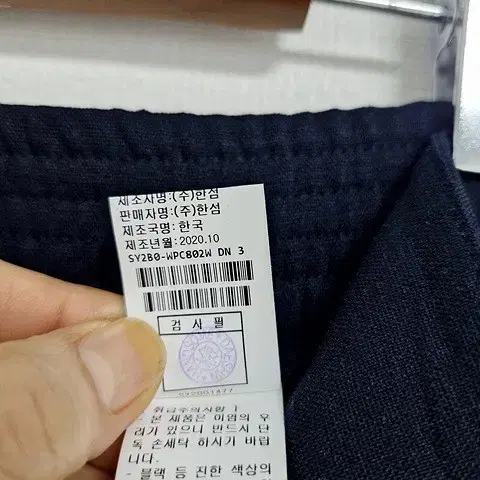 제조자명:(주)한섬
판매자명:(주)한섬
제조국명:한국
제조년월:2020.10
SY2B0-WPC802W DN 3
검 사 필
취급주의사항 ]
본 제품은 이염의 우
려가 있으니 반드시 단
독 손세탁 하시기 바랍
니다.
- 블랙 등 진한 색상의